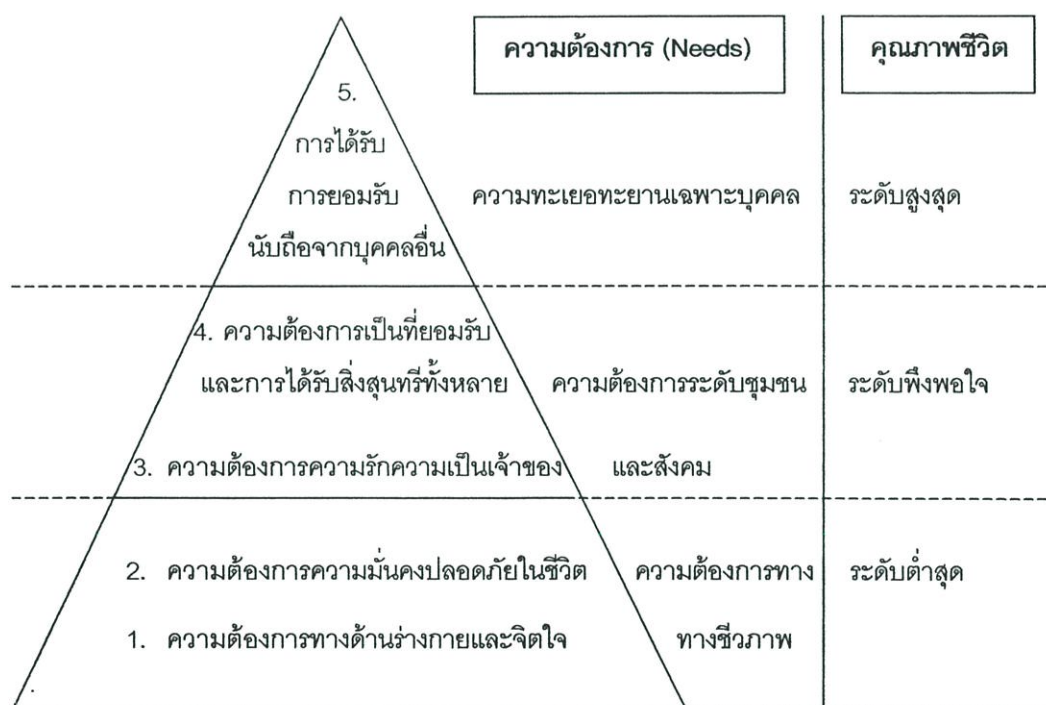 ความต้องการ (Needs) คุณภาพชีวิต
5.
การได้รับ
การยอมรับ ความทะเยอทะยานเฉพาะบุคคล ระดับสูงสุด
นับถือจากบุคคลอื่น
4. ความต้องการเป็นที่ยอมรับ
และการได้รับสิ่งสุนทรีทั้งหลาย ความต้องการระดับชุมชน ระดับพึงพอใจ
3. ความต้องการความรักความเป็นเจ้าของ และสังคม
2. ความต้องการความมั่นคงปลอดภัยในชีวิต ความต้องการทาง ระดับต่ำสุด
1. ความต้องการทางด้านร่างกายและจิตใจ ทางชีวภาพ